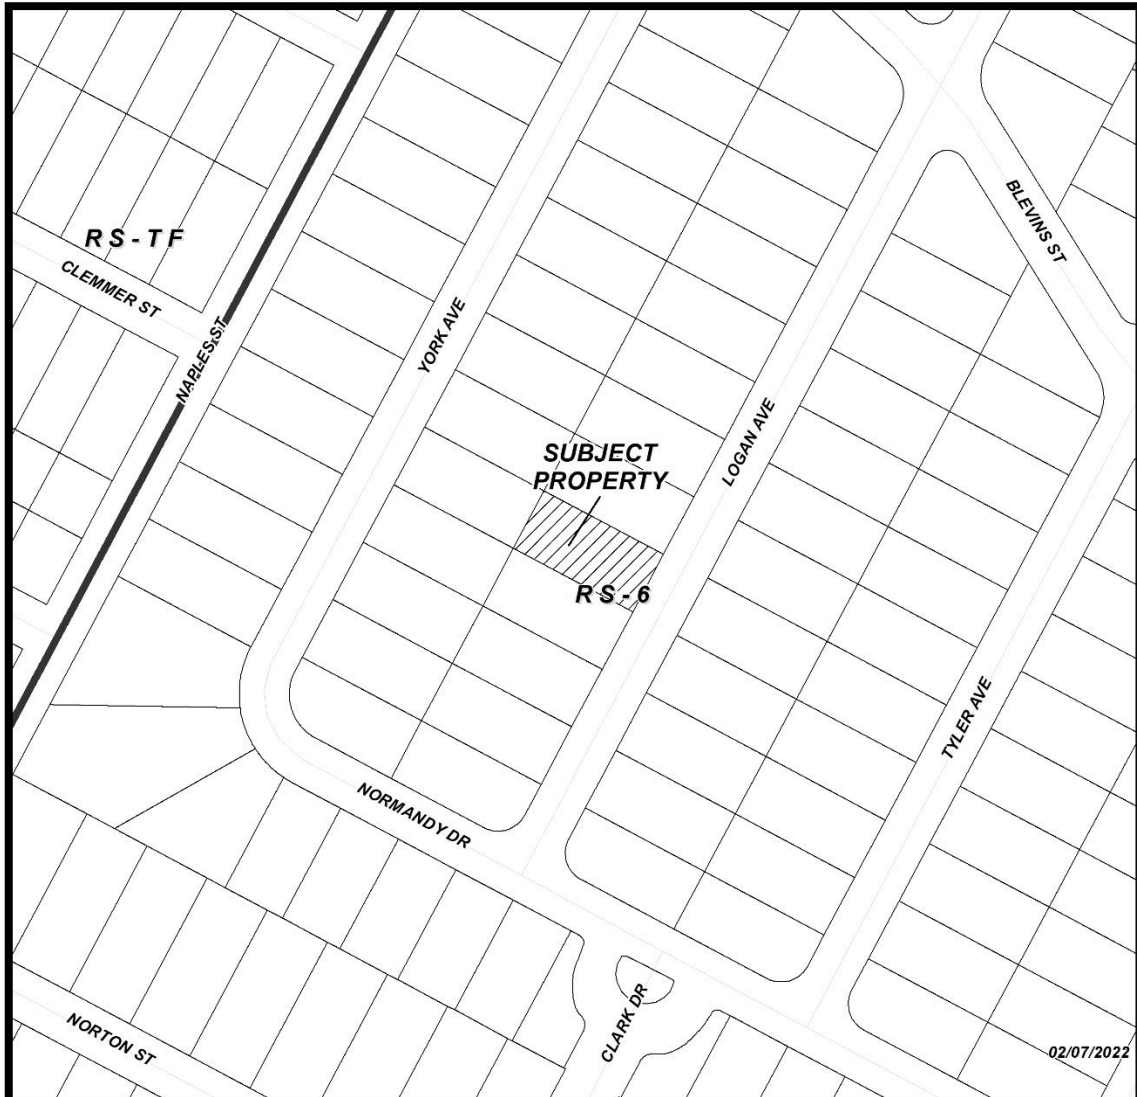 BLEVINS ST
RS-TF
CLEMMER ST
NAPLES ST
YORK AVE
LOGAN AVE
SUBJECT
PROPERTY
RS-6
TYLER AVE
NORMANDY DR
CLARK DR
NORTON ST
02/07/2022